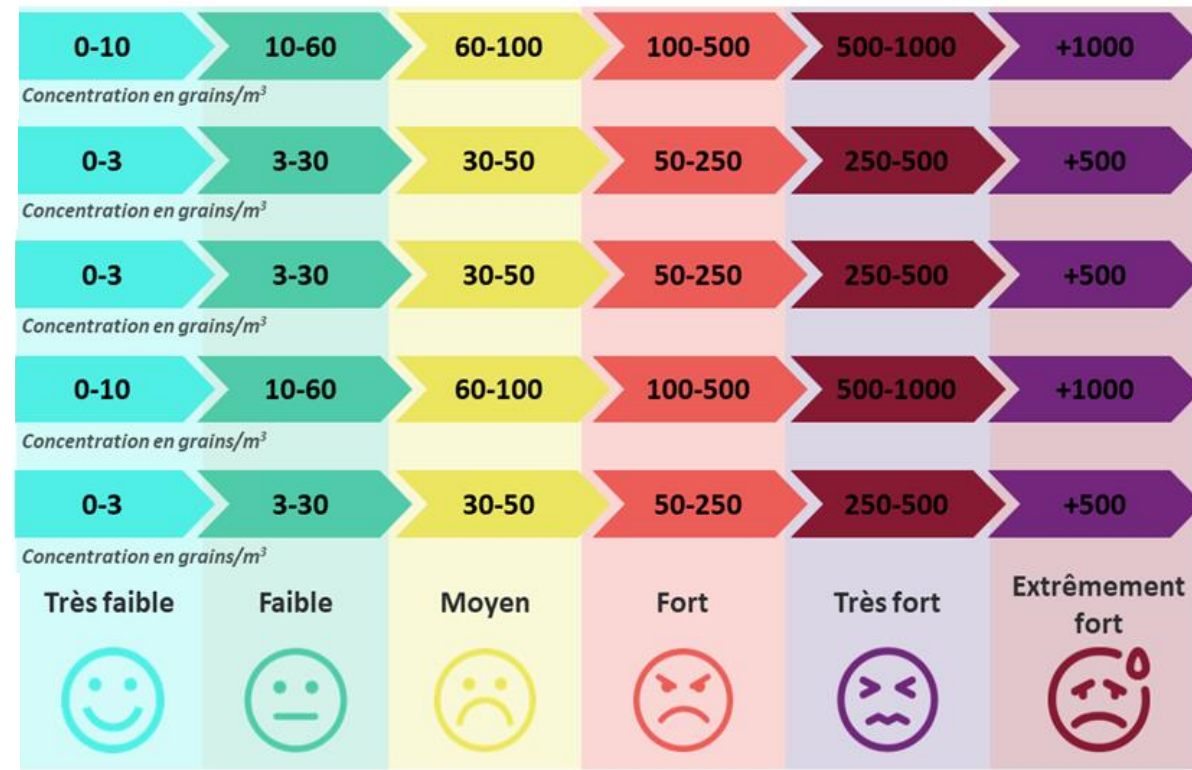 0-10 10-60 60-100 100-500 500-1000 +1000
Concentration en grains/m³
0-3 3-30 30-50 50-250 250-500 +500
Concentration en grains/m³
0-3 3-30 30-50 50-250 250-500 +500
Concentration en grains/m³
0-10 10-60 60-100 100-500 500-1000 +1000
Concentration en grains/m³
0-3 3-30 30-50 50-250 250-500 +500
Concentration en grains/m³
Très faible Faible Moyen Fort Très fort Extrêmement
fort